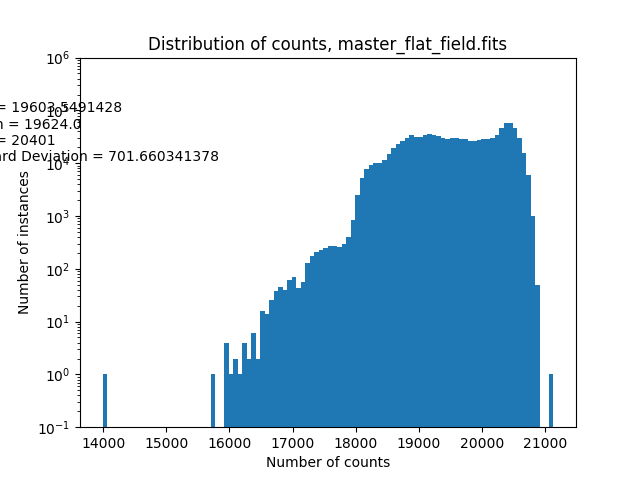 Distribution of counts, master_flat_field.fits
10^6
10^5
10^4
10^3
10^2
10^1
10^0
10^-1
= 19603.5491428
= 19624.0
= 20401
Deviation = 701.660341378
Number of instances
14000 15000 16000 17000 18000 19000 20000 21000
Number of counts